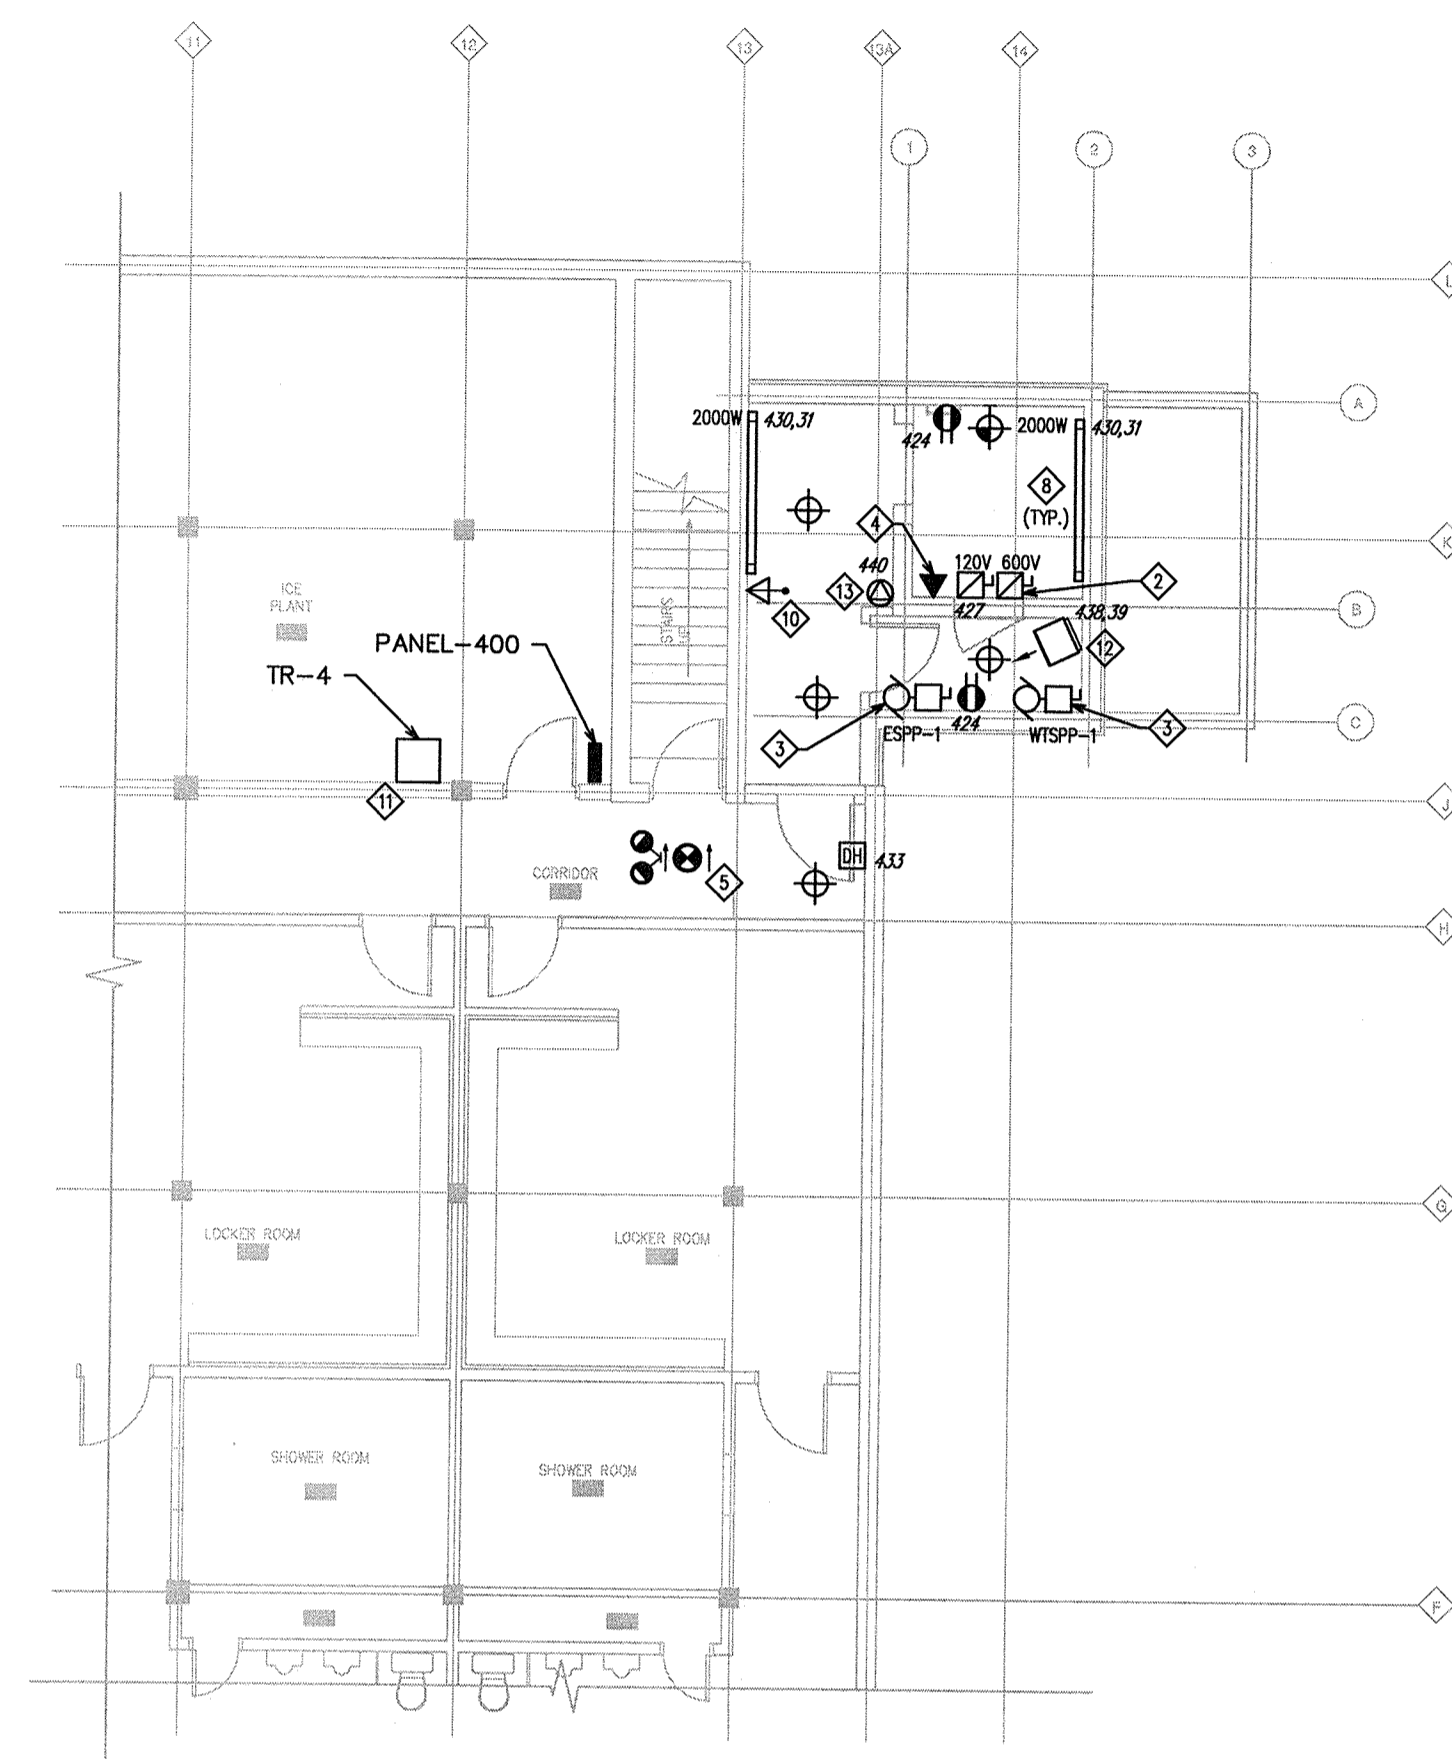 11
12
13
13A
14
1
2
3
L
A
2000W
430,31
424
2000W
430,31
8
(TYP.)
4
K
440
120V 600V
13
2
ICE
PLANT
10
427
438,39
B
STAIRS
PANEL-400
12
TR-4
3
ESPP-1
424
WTSPP-1
3
C
11
J
DH
433
CORRIDOR
5
H
LOCKER ROOM
LOCKER ROOM
G
SHOWER ROOM
SHOWER ROOM
F